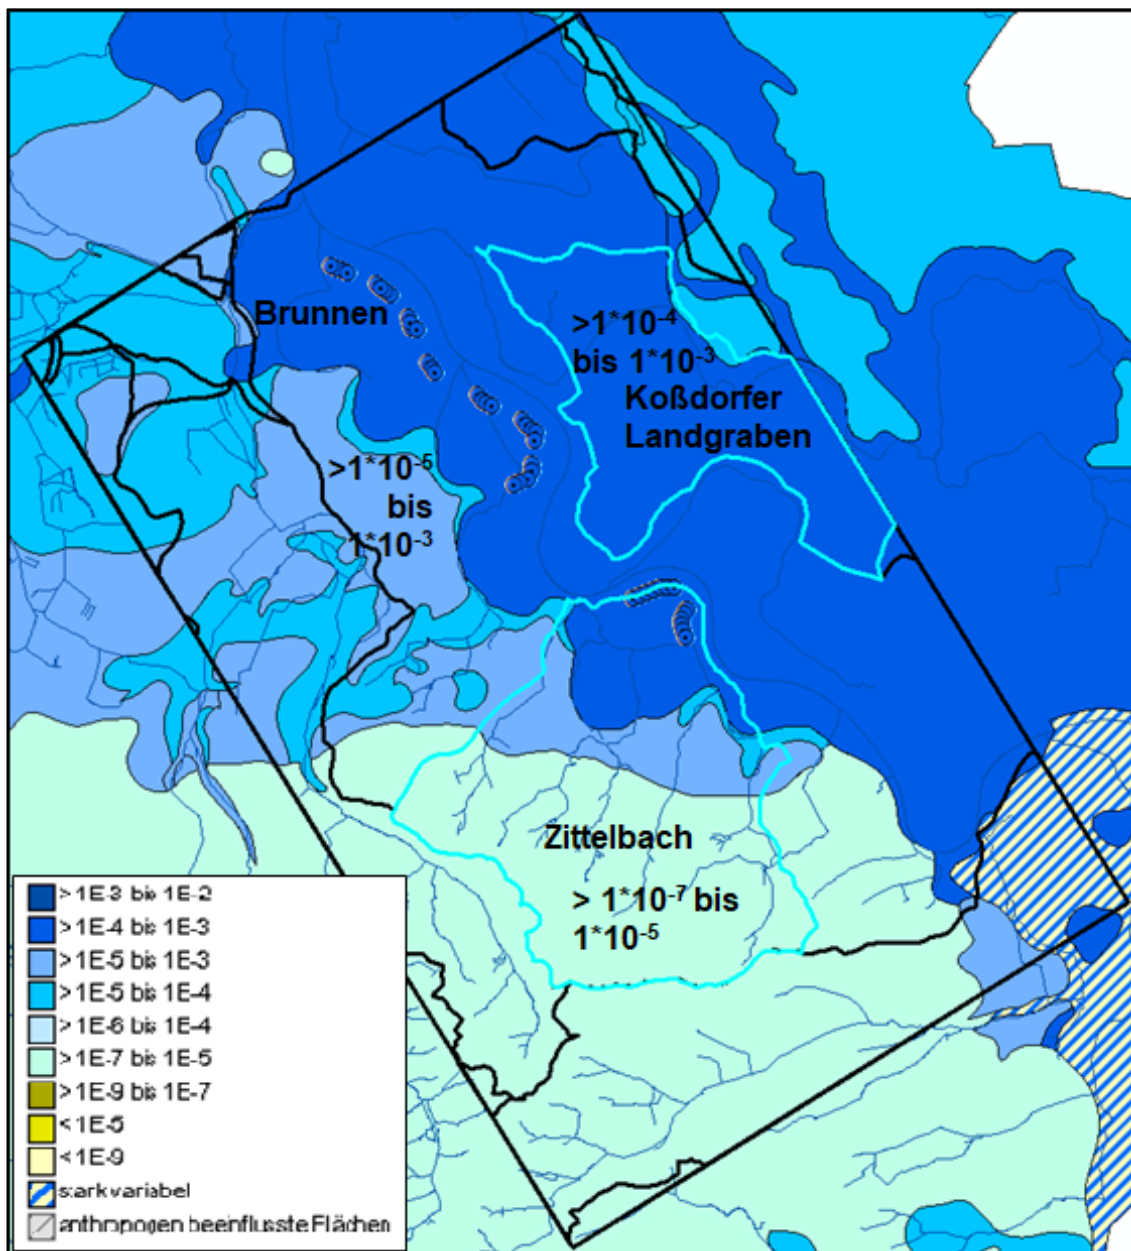 Brunnen
>1*10⁻⁴
bis 1*10⁻³
Koßdorfer
Landgraben
>1*10⁻⁵
bis
1*10⁻³
Zittelbach
> 1*10⁻⁷ bis
1*10⁻⁵
> 1E-3 bis 1E-2
> 1E-4 bis 1E-3
> 1E-5 bis 1E-3
> 1E-5 bis 1E-4
> 1E-6 bis 1E-4
> 1E-7 bis 1E-5
> 1E-9 bis 1E-7
< 1E-5
< 1E-9
stark variabel
anthropogen beeinflusste Flächen